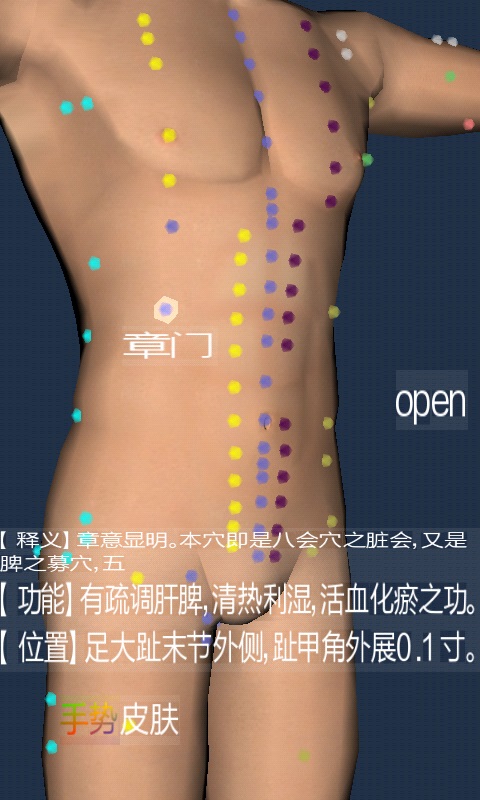 章门
open
【 释义】章意显明。本穴即是八会穴之脏会,又是
脾之募穴,五
【 功能】有疏调肝脾,清热利湿,活血化瘀之功。
【 位置】足大趾末节外侧,趾甲角外展0.1寸。
手势 皮肤